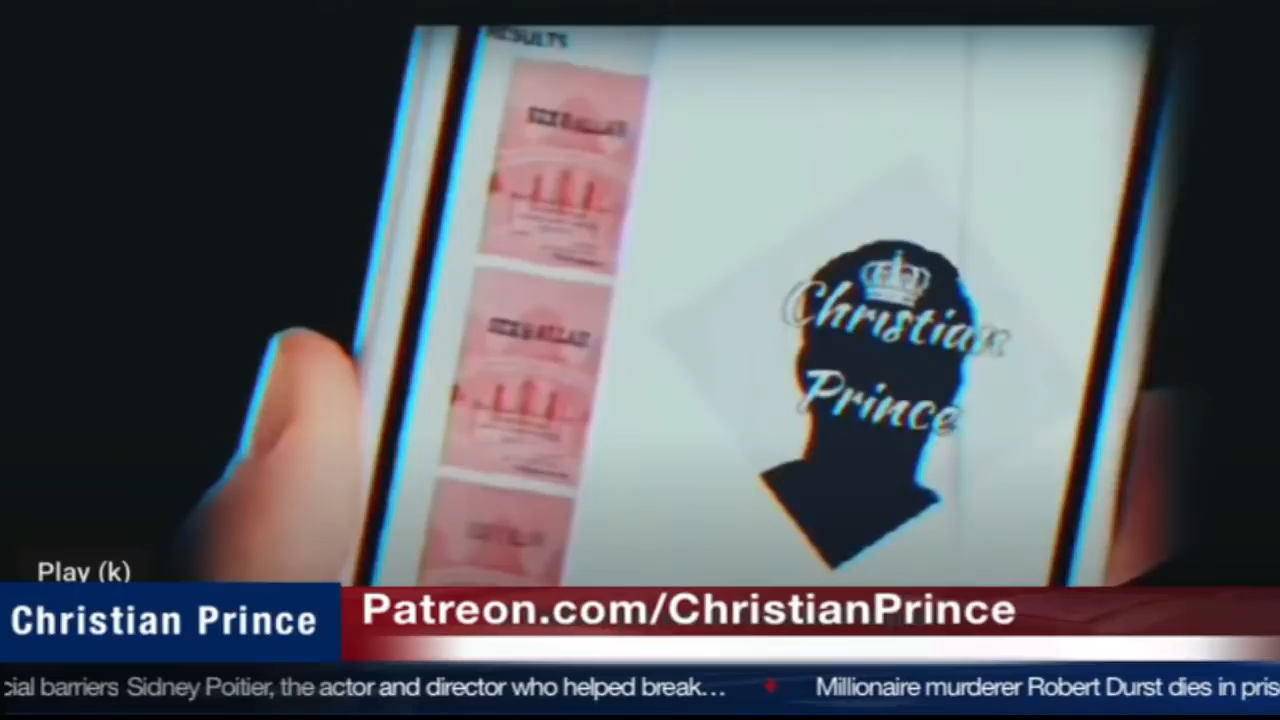 RESULTS
Christian
Prince
Play (k)
Christian Prince
Patreon.com/ChristianPrince
cial barriers Sidney Poitier, the actor and director who helped break...
Millionaire murderer Robert Durst dies in pris